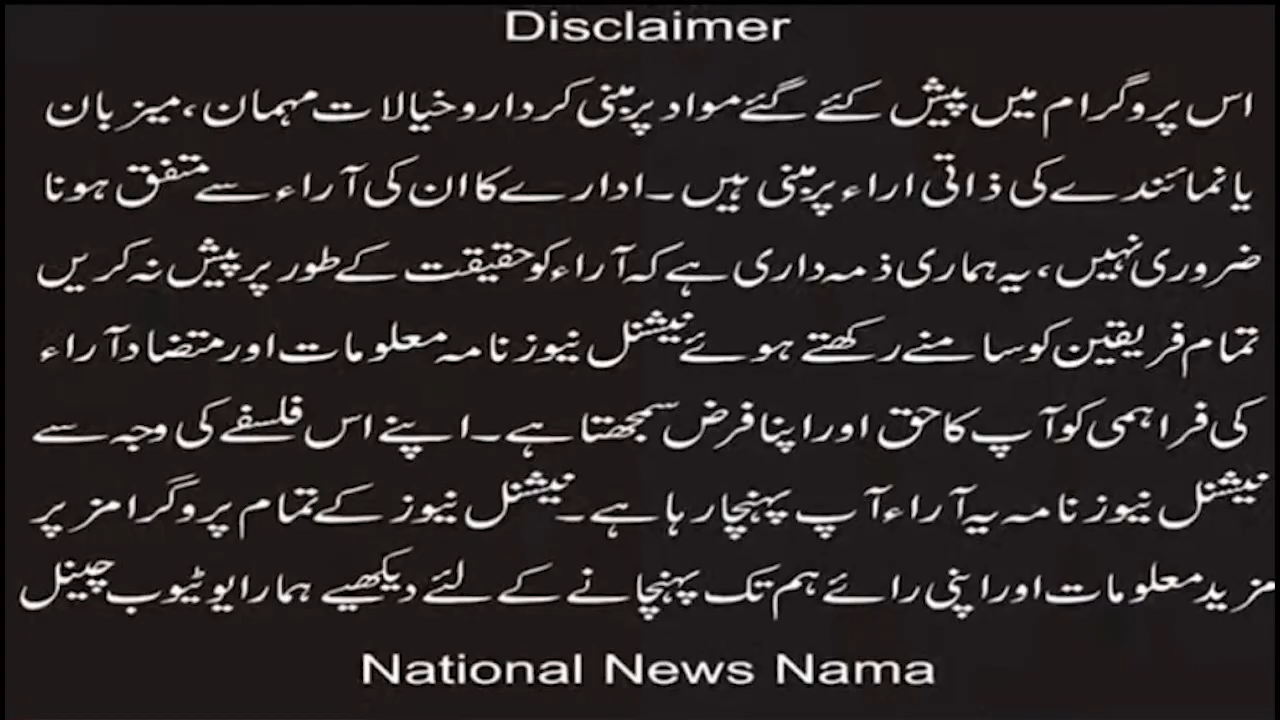 Disclaimer
اس پروگرام میں پیش کئے گئے مواد پر مبنی کردار و خیالات مہمان، میزبان
یا نمائندے کی ذاتی اراء پر مبنی ہیں۔ ادارے کا ان کی آراء سے متفق ہونا
ضروری نہیں، یہ ہماری ذمہ داری ہے کہ آراء کو حقیقت کے طور پر پیش نہ کریں
تمام فریقین کو سامنے رکھتے ہوئے نیشنل نیوز نامہ معلومات اور متضاد آراء
کی فراہمی کو آپ کا حق اور اپنا فرض سمجھتا ہے۔ اپنے اس فلسفے کی وجہ سے
نیشنل نیوز نامہ یہ آراء آپ پہنچا رہا ہے۔ نیشنل نیوز کے تمام پروگرامز پر
مزید معلومات اور اپنی رائے ہم تک پہنچانے کے لئے دیکھیے ہمارا یوٹیوب چینل
National News Nama